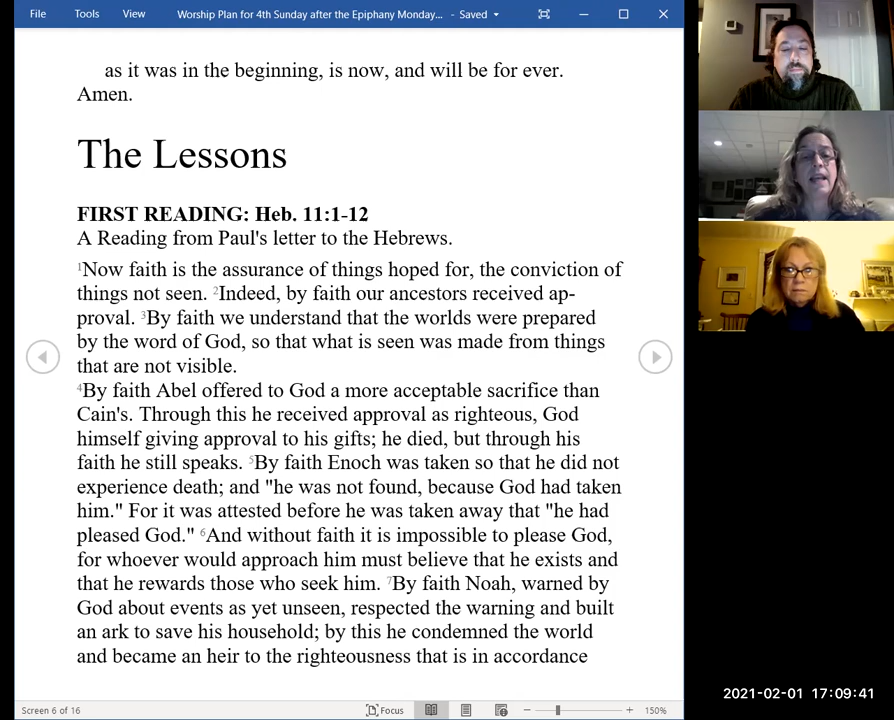 File Tools View Worship Plan for 4th Sunday after the Epiphany Monday... - Saved
as it was in the beginning, is now, and will be for ever.
Amen.
The Lessons
FIRST READING: Heb. 11:1-12
A Reading from Paul's letter to the Hebrews.
1Now faith is the assurance of things hoped for, the conviction of
things not seen. 2Indeed, by faith our ancestors received ap-
proval. 3By faith we understand that the worlds were prepared
by the word of God, so that what is seen was made from things
that are not visible.
4By faith Abel offered to God a more acceptable sacrifice than
Cain's. Through this he received approval as righteous, God
himself giving approval to his gifts; he died, but through his
faith he still speaks. 5By faith Enoch was taken so that he did not
experience death; and "he was not found, because God had taken
him." For it was attested before he was taken away that "he had
pleased God." 6And without faith it is impossible to please God,
for whoever would approach him must believe that he exists and
that he rewards those who seek him. 7By faith Noah, warned by
God about events as yet unseen, respected the warning and built
an ark to save his household; by this he condemned the world
and became an heir to the righteousness that is in accordance
Screen 6 of 16 Focus 150%
2021-02-01 17:09:41